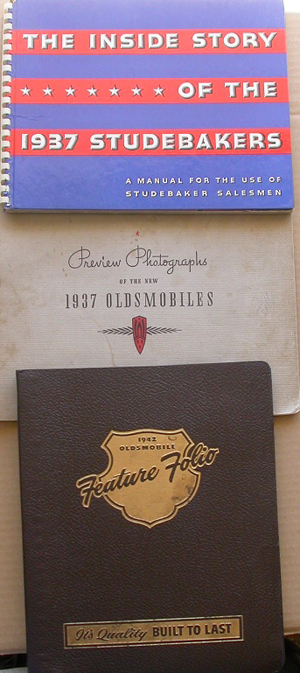 THE INSIDE STORY
OF THE
1937 STUDEBAKERS
A MANUAL FOR THE USE OF
STUDEBAKER SALESMEN
Preview Photographs
OF THE NEW
1937 OLDSMOBILES
1942
OLDSMOBILE
Feature Folio
It's Quality BUILT TO LAST